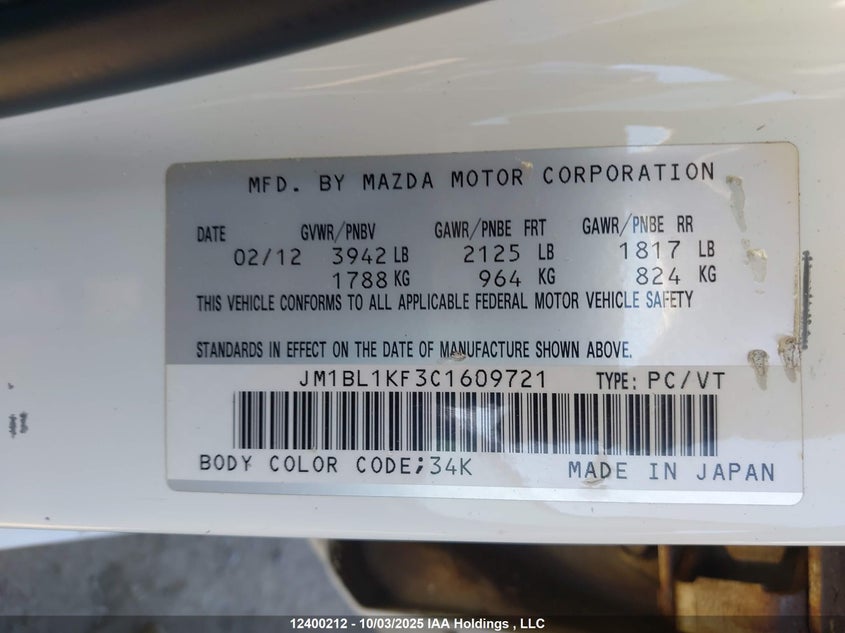 MFD. BY MAZDA MOTOR CORPORATION
DATE GVWR/PNBV GAWR/PNBE FRT GAWR/PNBE RR
02/12 3942 LB 2125 LB 1817 LB
1788 KG 964 KG 824 KG
THIS VEHICLE CONFORMS TO ALL APPLICABLE FEDERAL MOTOR VEHICLE SAFETY
STANDARDS IN EFFECT ON THE DATE OF MANUFACTURE SHOWN ABOVE.
JM1BL1KF3C1609721 TYPE: PC/VT
BODY COLOR CODE;34K MADE IN JAPAN
12400212 - 10/03/2025 IAA Holdings , LLC